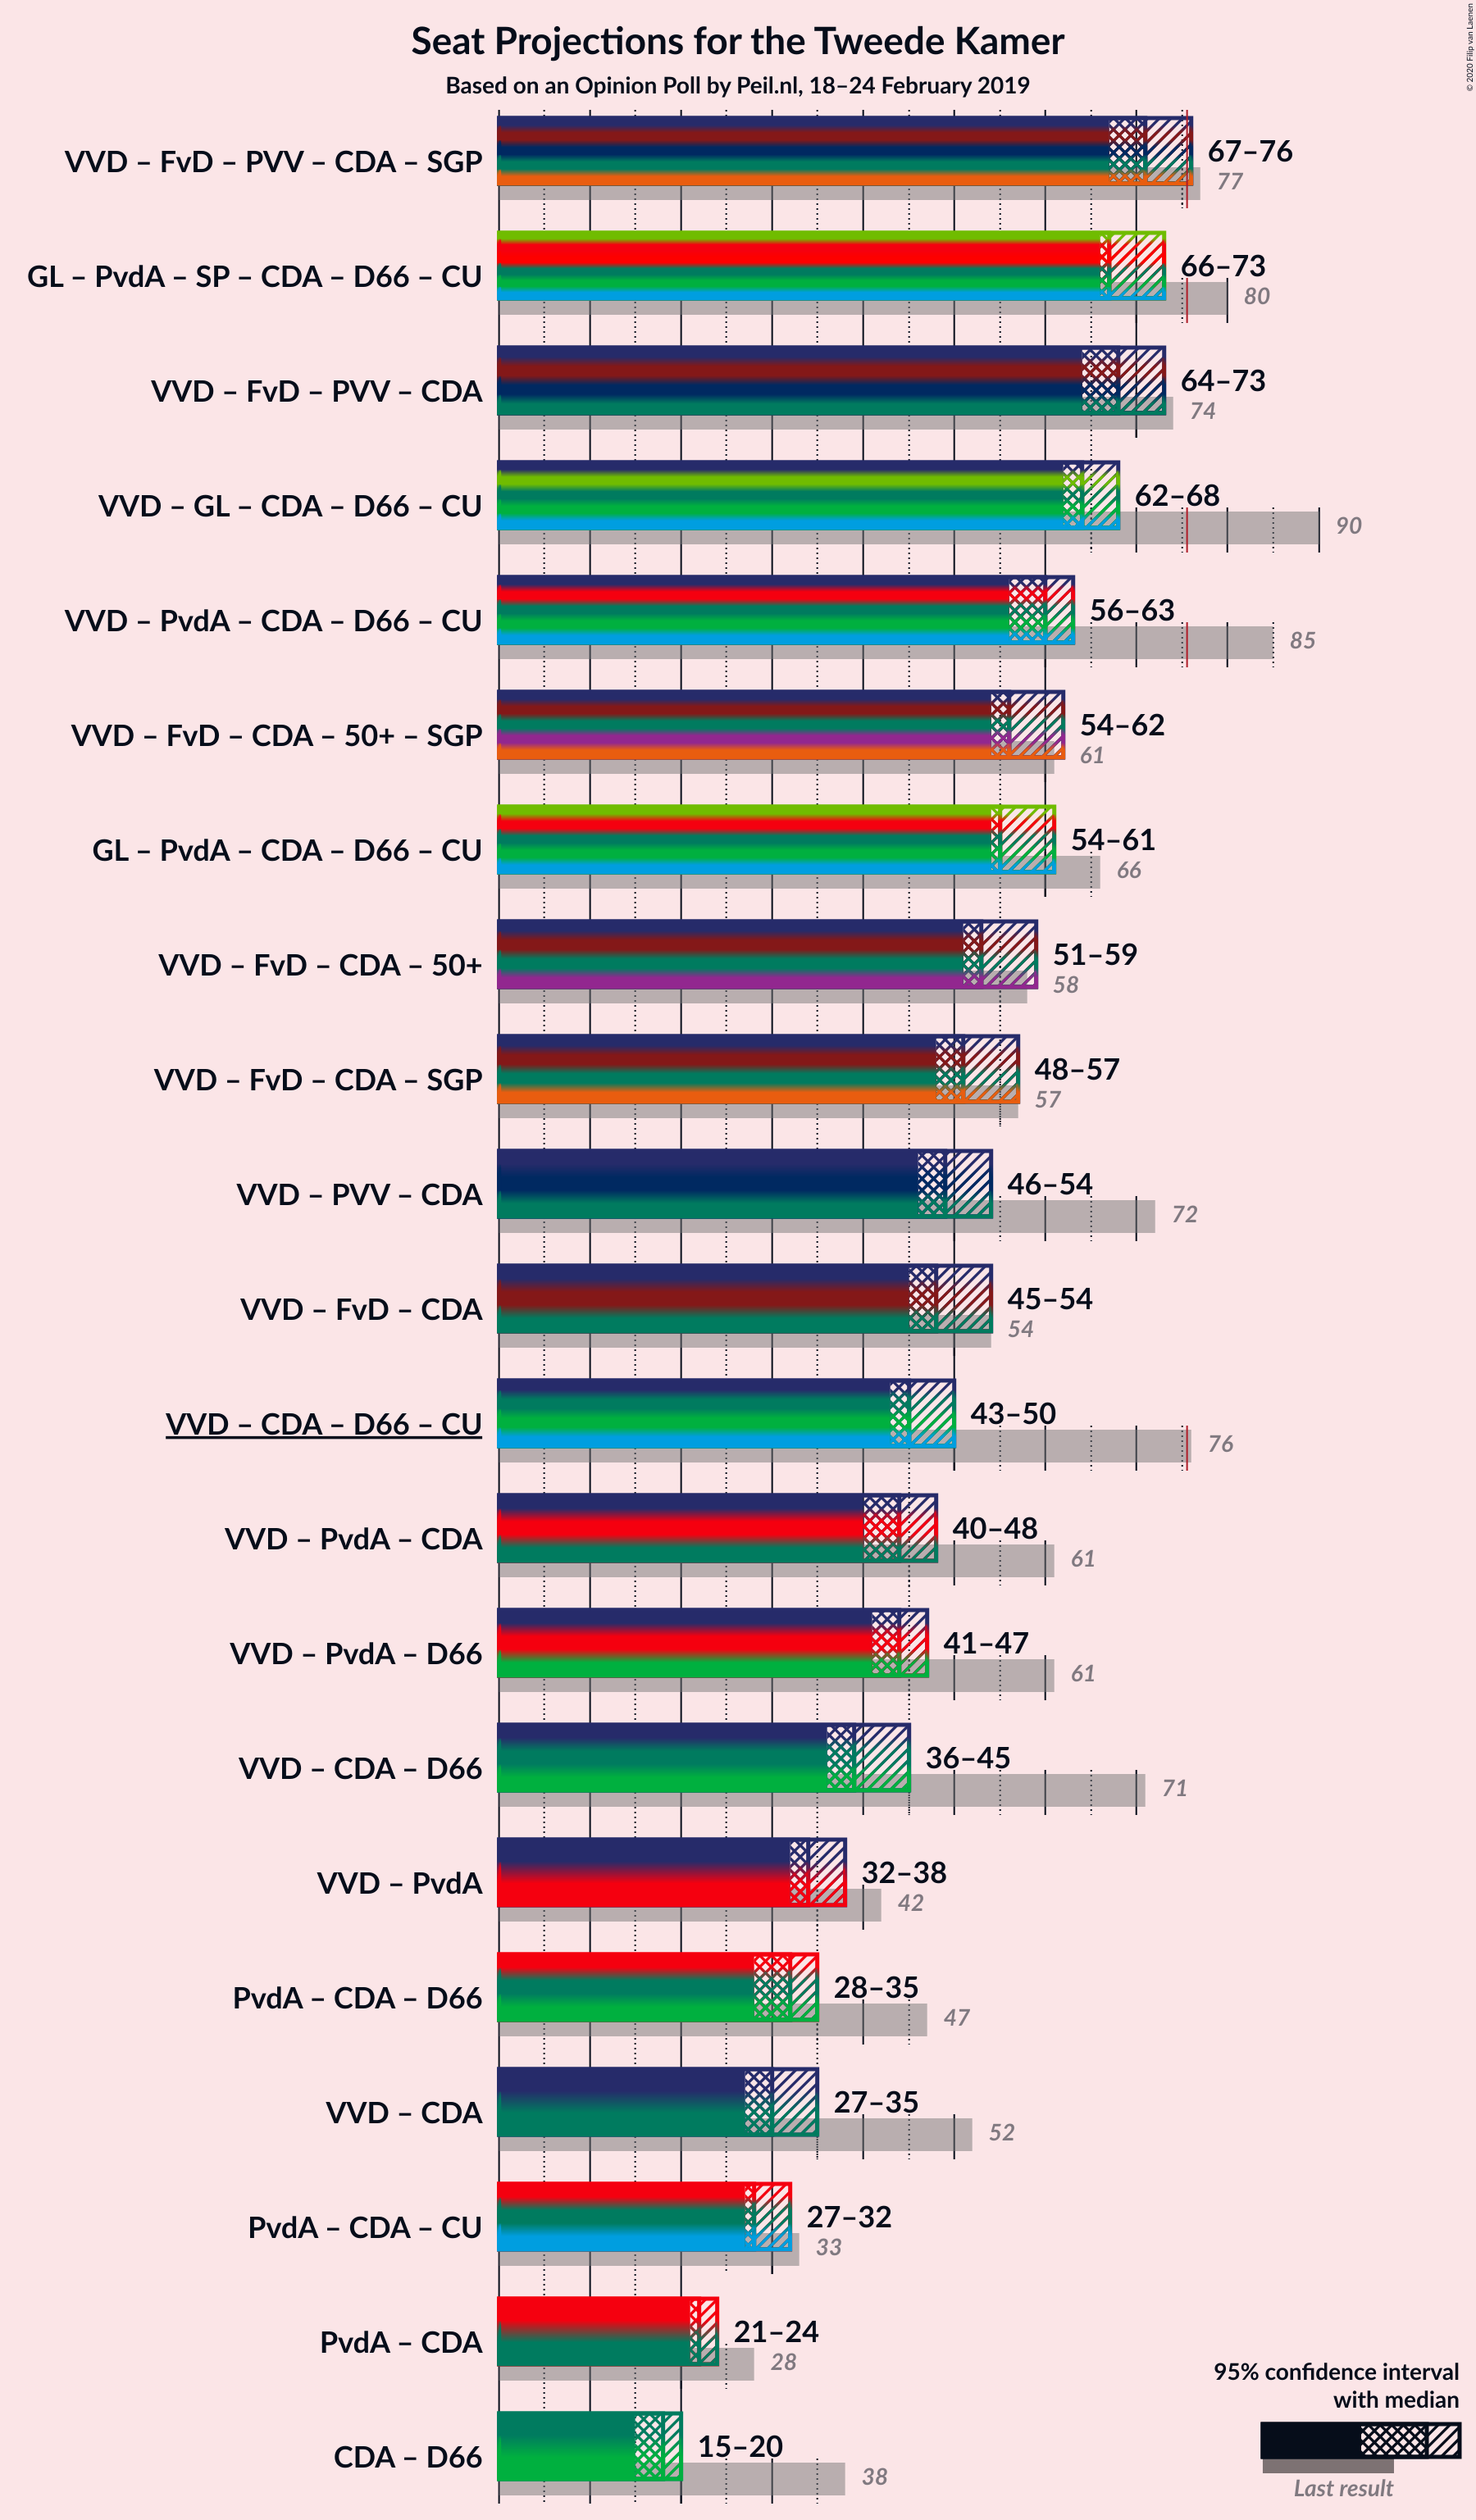 Seat Projections for the Tweede Kamer
Based on an Opinion Poll by Peil.nl, 18–24 February 2019
© 2020 Filip van Laenen
VVD – FvD – PVV – CDA – SGP
67–76
77
GL – PvdA – SP – CDA – D66 – CU
66–73
80
VVD – FvD – PVV – CDA
64–73
74
VVD – GL – CDA – D66 – CU
62–68
90
VVD – PvdA – CDA – D66 – CU
56–63
85
VVD – FvD – CDA – 50+ – SGP
54–62
61
GL – PvdA – CDA – D66 – CU
54–61
66
VVD – FvD – CDA – 50+
51–59
58
VVD – FvD – CDA – SGP
48–57
57
VVD – PVV – CDA
46–54
72
VVD – FvD – CDA
45–54
54
VVD – CDA – D66 – CU
43–50
76
VVD – PvdA – CDA
40–48
61
VVD – PvdA – D66
41–47
61
VVD – CDA – D66
36–45
71
VVD – PvdA
32–38
42
PvdA – CDA – D66
28–35
47
VVD – CDA
27–35
52
PvdA – CDA – CU
27–32
33
PvdA – CDA
21–24
28
CDA – D66
15–20
38
95% confidence interval
with median
Last result